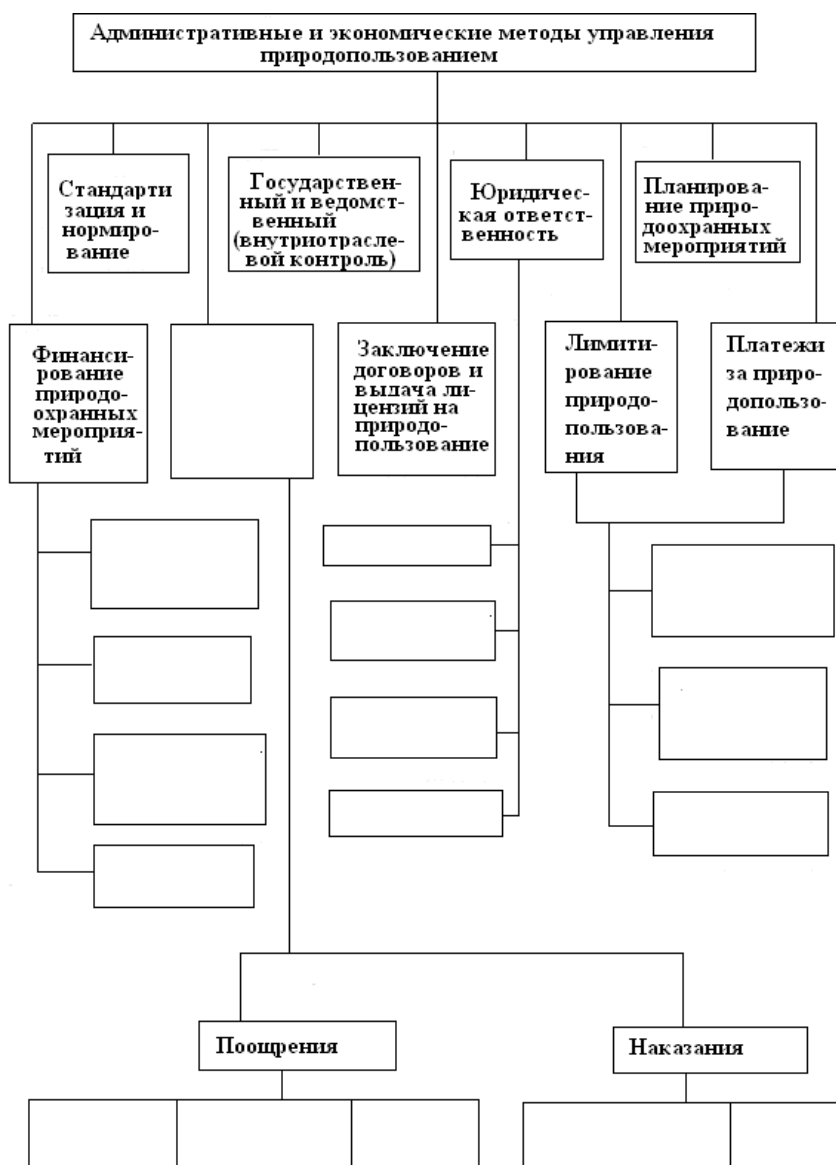 Административные и экономические методы управления
природопользованием
Стандарти
зация и
нормиро-
вание
Государствен-
ный и ведомст-
венный
(внутриотрасле-
вой контроль)
Юридичес-
кая ответст-
венность
Планирова-
ние приро-
доохранных
мероприятий
Финанси-
рование
природо-
охранных
мероприя-
тий
Заключение
договоров и
выдача ли-
цензий на
природо-
пользование
Лимити-
рование
природо-
пользова-
ния
Платежи
за приро-
допользо-
вание
Поощрения
Наказания